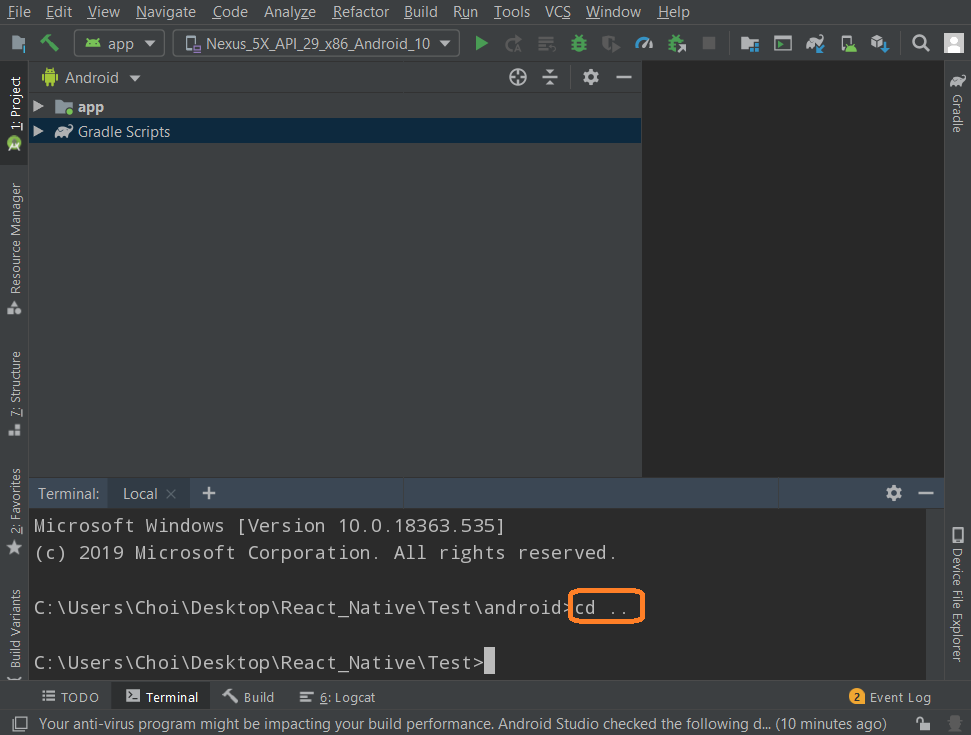 File Edit View Navigate Code Analyze Refactor Build Run Tools VCS Window Help
app Nexus_5X_API_29_x86_Android_10
Android
app
Gradle Scripts
1: Project
Resource Manager
7: Structure
2: Favorites
Build Variants
Gradle
Device File Explorer
Terminal: Local
Microsoft Windows [Version 10.0.18363.535]
(c) 2019 Microsoft Corporation. All rights reserved.
C:\Users\Choi\Desktop\React_Native\Test\android>cd ..
C:\Users\Choi\Desktop\React_Native\Test>
TODO Terminal Build 6: Logcat 2 Event Log
Your anti-virus program might be impacting your build performance. Android Studio checked the following d... (10 minutes ago)